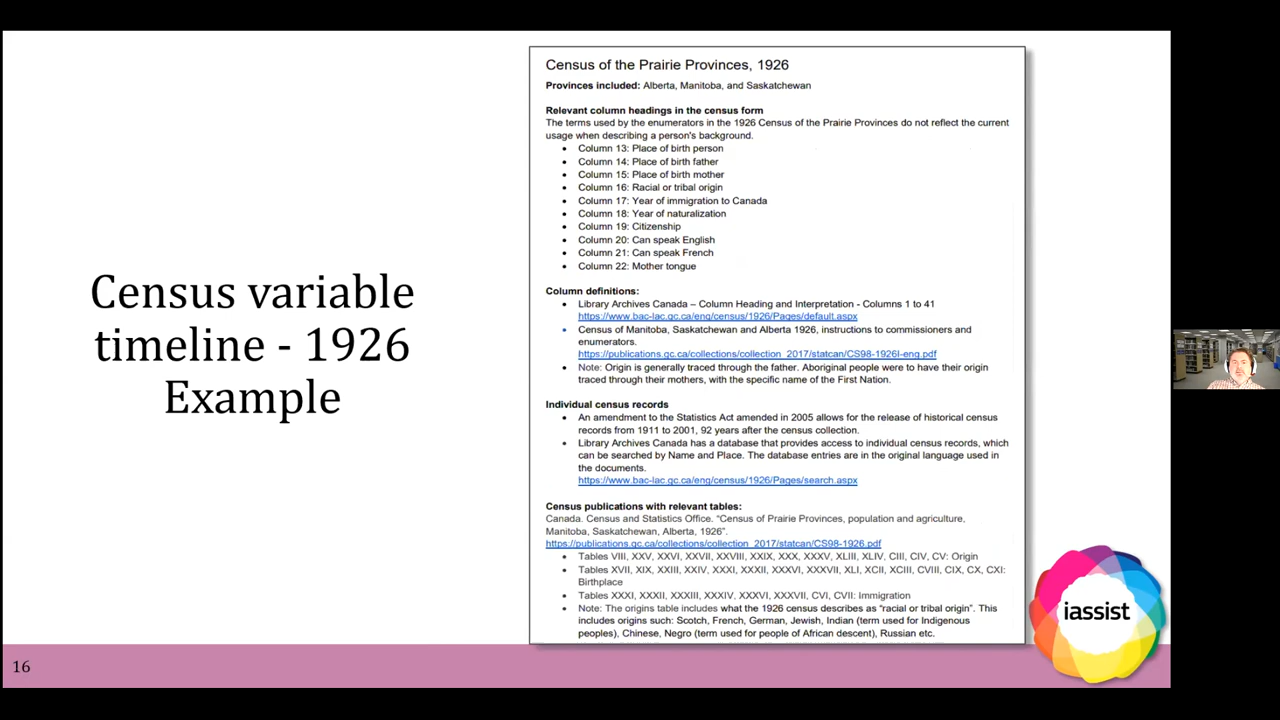 Census variable
timeline - 1926
Example
16
Census of the Prairie Provinces, 1926
Provinces included: Alberta, Manitoba, and Saskatchewan
Relevant column headings in the census form
The terms used by the enumerators in the 1926 Census of the Prairie Provinces do not reflect the current
usage when describing a person's background.
• Column 13: Place of birth person
• Column 14: Place of birth father
• Column 15: Place of birth mother
• Column 16: Racial or tribal origin
• Column 17: Year of immigration to Canada
• Column 18: Year of naturalization
• Column 19: Citizenship
• Column 20: Can speak English
• Column 21: Can speak French
• Column 22: Mother tongue
Column definitions:
• Library Archives Canada – Column Heading and Interpretation - Columns 1 to 41
https://www.bac-lac.gc.ca/eng/census/1926/Pages/default.aspx
• Census of Manitoba, Saskatchewan and Alberta 1926, instructions to commissioners and
enumerators.
https://publications.gc.ca/collections/collection_2017/statcan/CS98-1926I-eng.pdf
• Note: Origin is generally traced through the father. Aboriginal people were to have their origin
traced through their mothers, with the specific name of the First Nation.
Individual census records
• An amendment to the Statistics Act amended in 2005 allows for the release of historical census
records from 1911 to 2001, 92 years after the census collection.
• Library Archives Canada has a database that provides access to individual census records, which
can be searched by Name and Place. The database entries are in the original language used in
the documents.
https://www.bac-lac.gc.ca/eng/census/1926/Pages/search.aspx
Census publications with relevant tables:
Canada. Census and Statistics Office. “Census of Prairie Provinces, population and agriculture,
Manitoba, Saskatchewan, Alberta, 1926”.
https://publications.gc.ca/collections/collection_2017/statcan/CS98-1926.pdf
• Tables VIII, XXV, XXVI, XXVII, XXVIII, XXIX, XXX, XXXV, XLIII, XLIV, CIII, CIV, CV: Origin
• Tables XVII, XIX, XXIII, XXIV, XXXI, XXXII, XXXVI, XXXVII, XLI, XCII, XCIII, CVIII, CIX, CX, CXI:
Birthplace
• Tables XXXI, XXXII, XXXIII, XXXIV, XXXVI, XXXVII, CVI, CVII: Immigration
• Note: The origins table includes what the 1926 census describes as “racial or tribal origin”. This
includes origins such: Scotch, French, German, Jewish, Indian (term used for Indigenous
peoples), Chinese, Negro (term used for people of African descent), Russian etc.
iassist